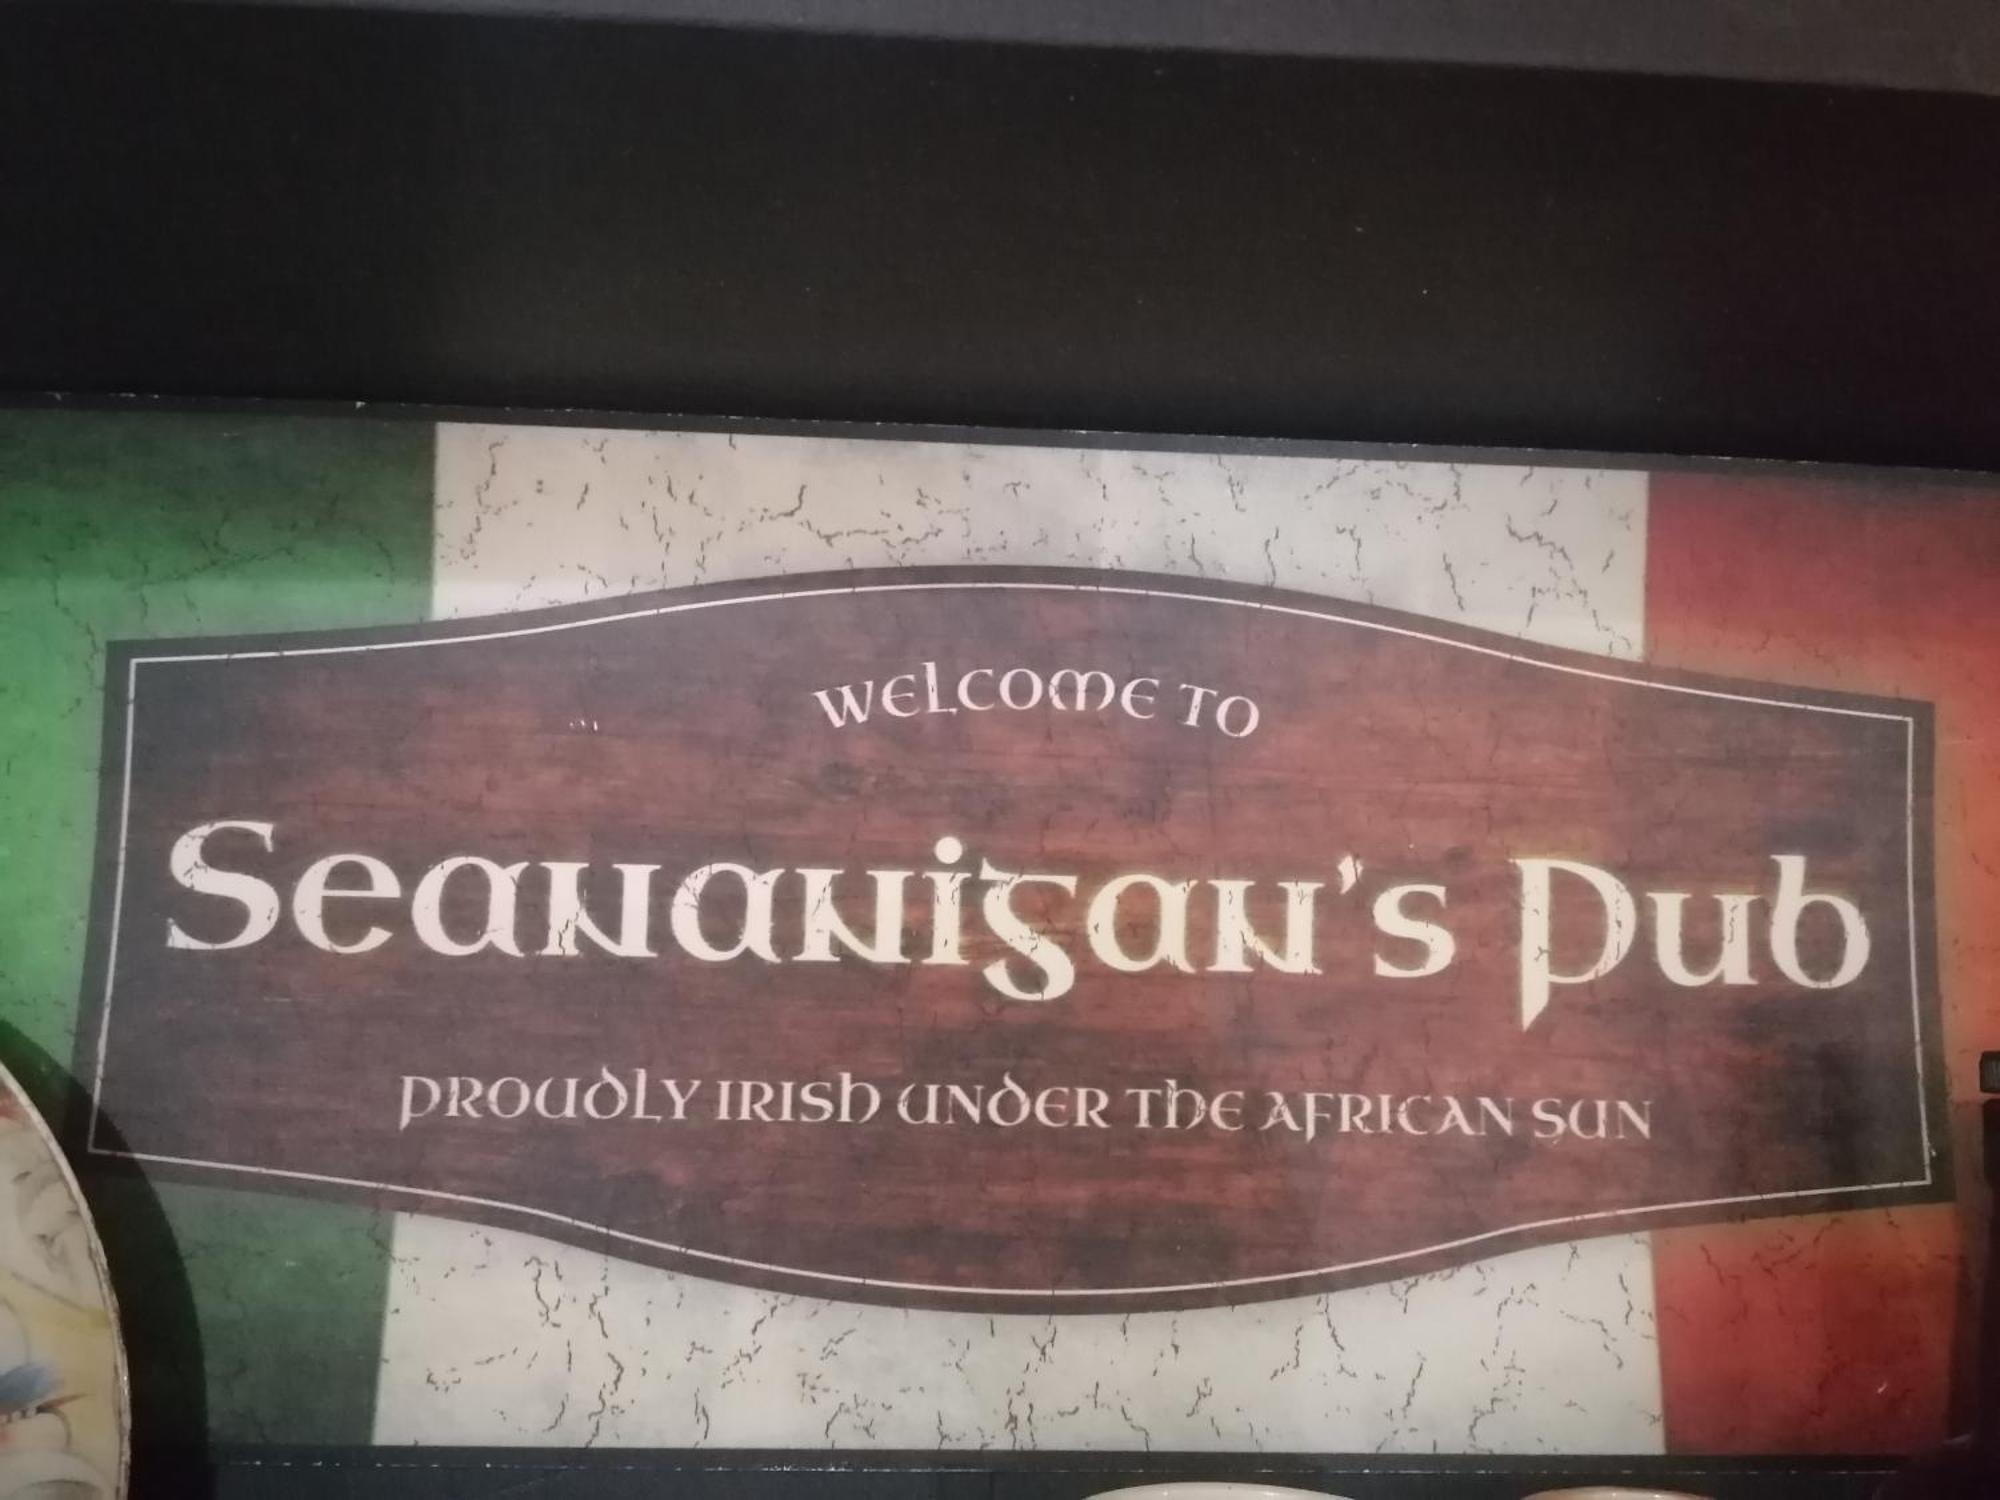 WELCOME TO
Seananigan's Pub
PROUDLY IRISH UNDER THE AFRICAN SUN